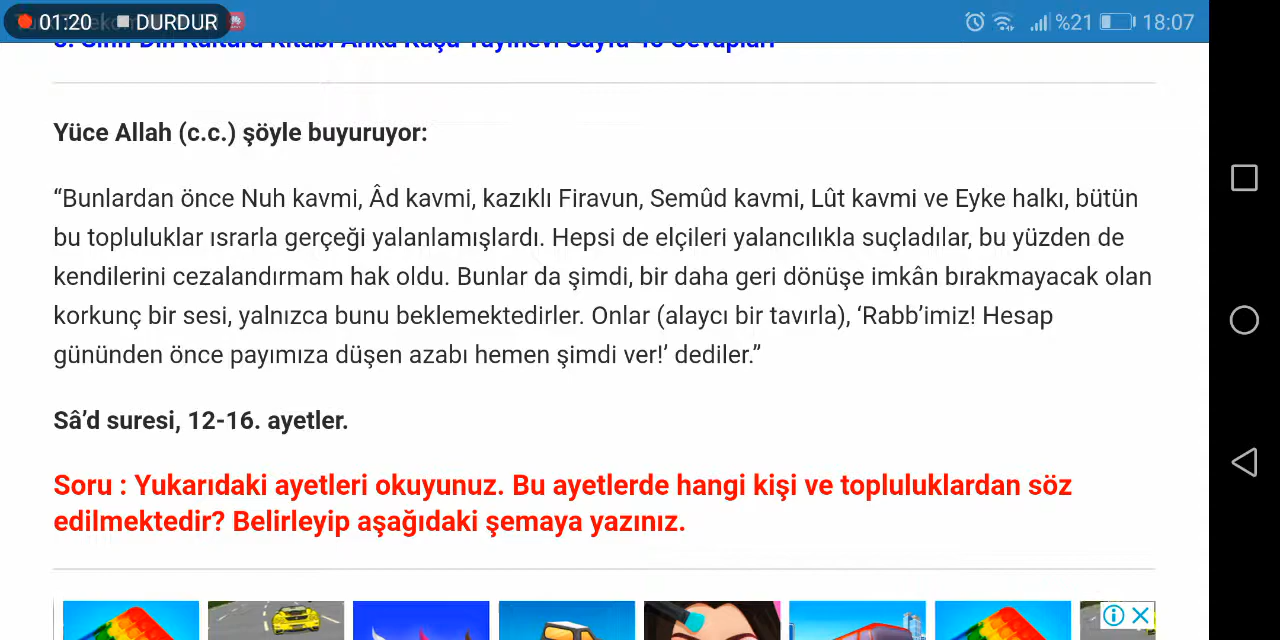 01:20 DURDUR %21 18:07
Yüce Allah (c.c.) şöyle buyuruyor:
“Bunlardan önce Nuh kavmi, Âd kavmi, kazıklı Firavun, Semûd kavmi, Lût kavmi ve Eyke halkı, bütün
bu topluluklar ısrarla gerçeği yalanlamışlardı. Hepsi de elçileri yalancılıkla suçladılar, bu yüzden de
kendilerini cezalandırmam hak oldu. Bunlar da şimdi, bir daha geri dönüşe imkân bırakmayacak olan
korkunç bir sesi, yalnızca bunu beklemektedirler. Onlar (alaycı bir tavırla), ‘Rabb’imiz! Hesap
gününden önce payımıza düşen azabı hemen şimdi ver!’ dediler.”
Sâ’d suresi, 12-16. ayetler.
Soru : Yukarıdaki ayetleri okuyunuz. Bu ayetlerde hangi kişi ve topluluklardan söz
edilmektedir? Belirleyip aşağıdaki şemaya yazınız.